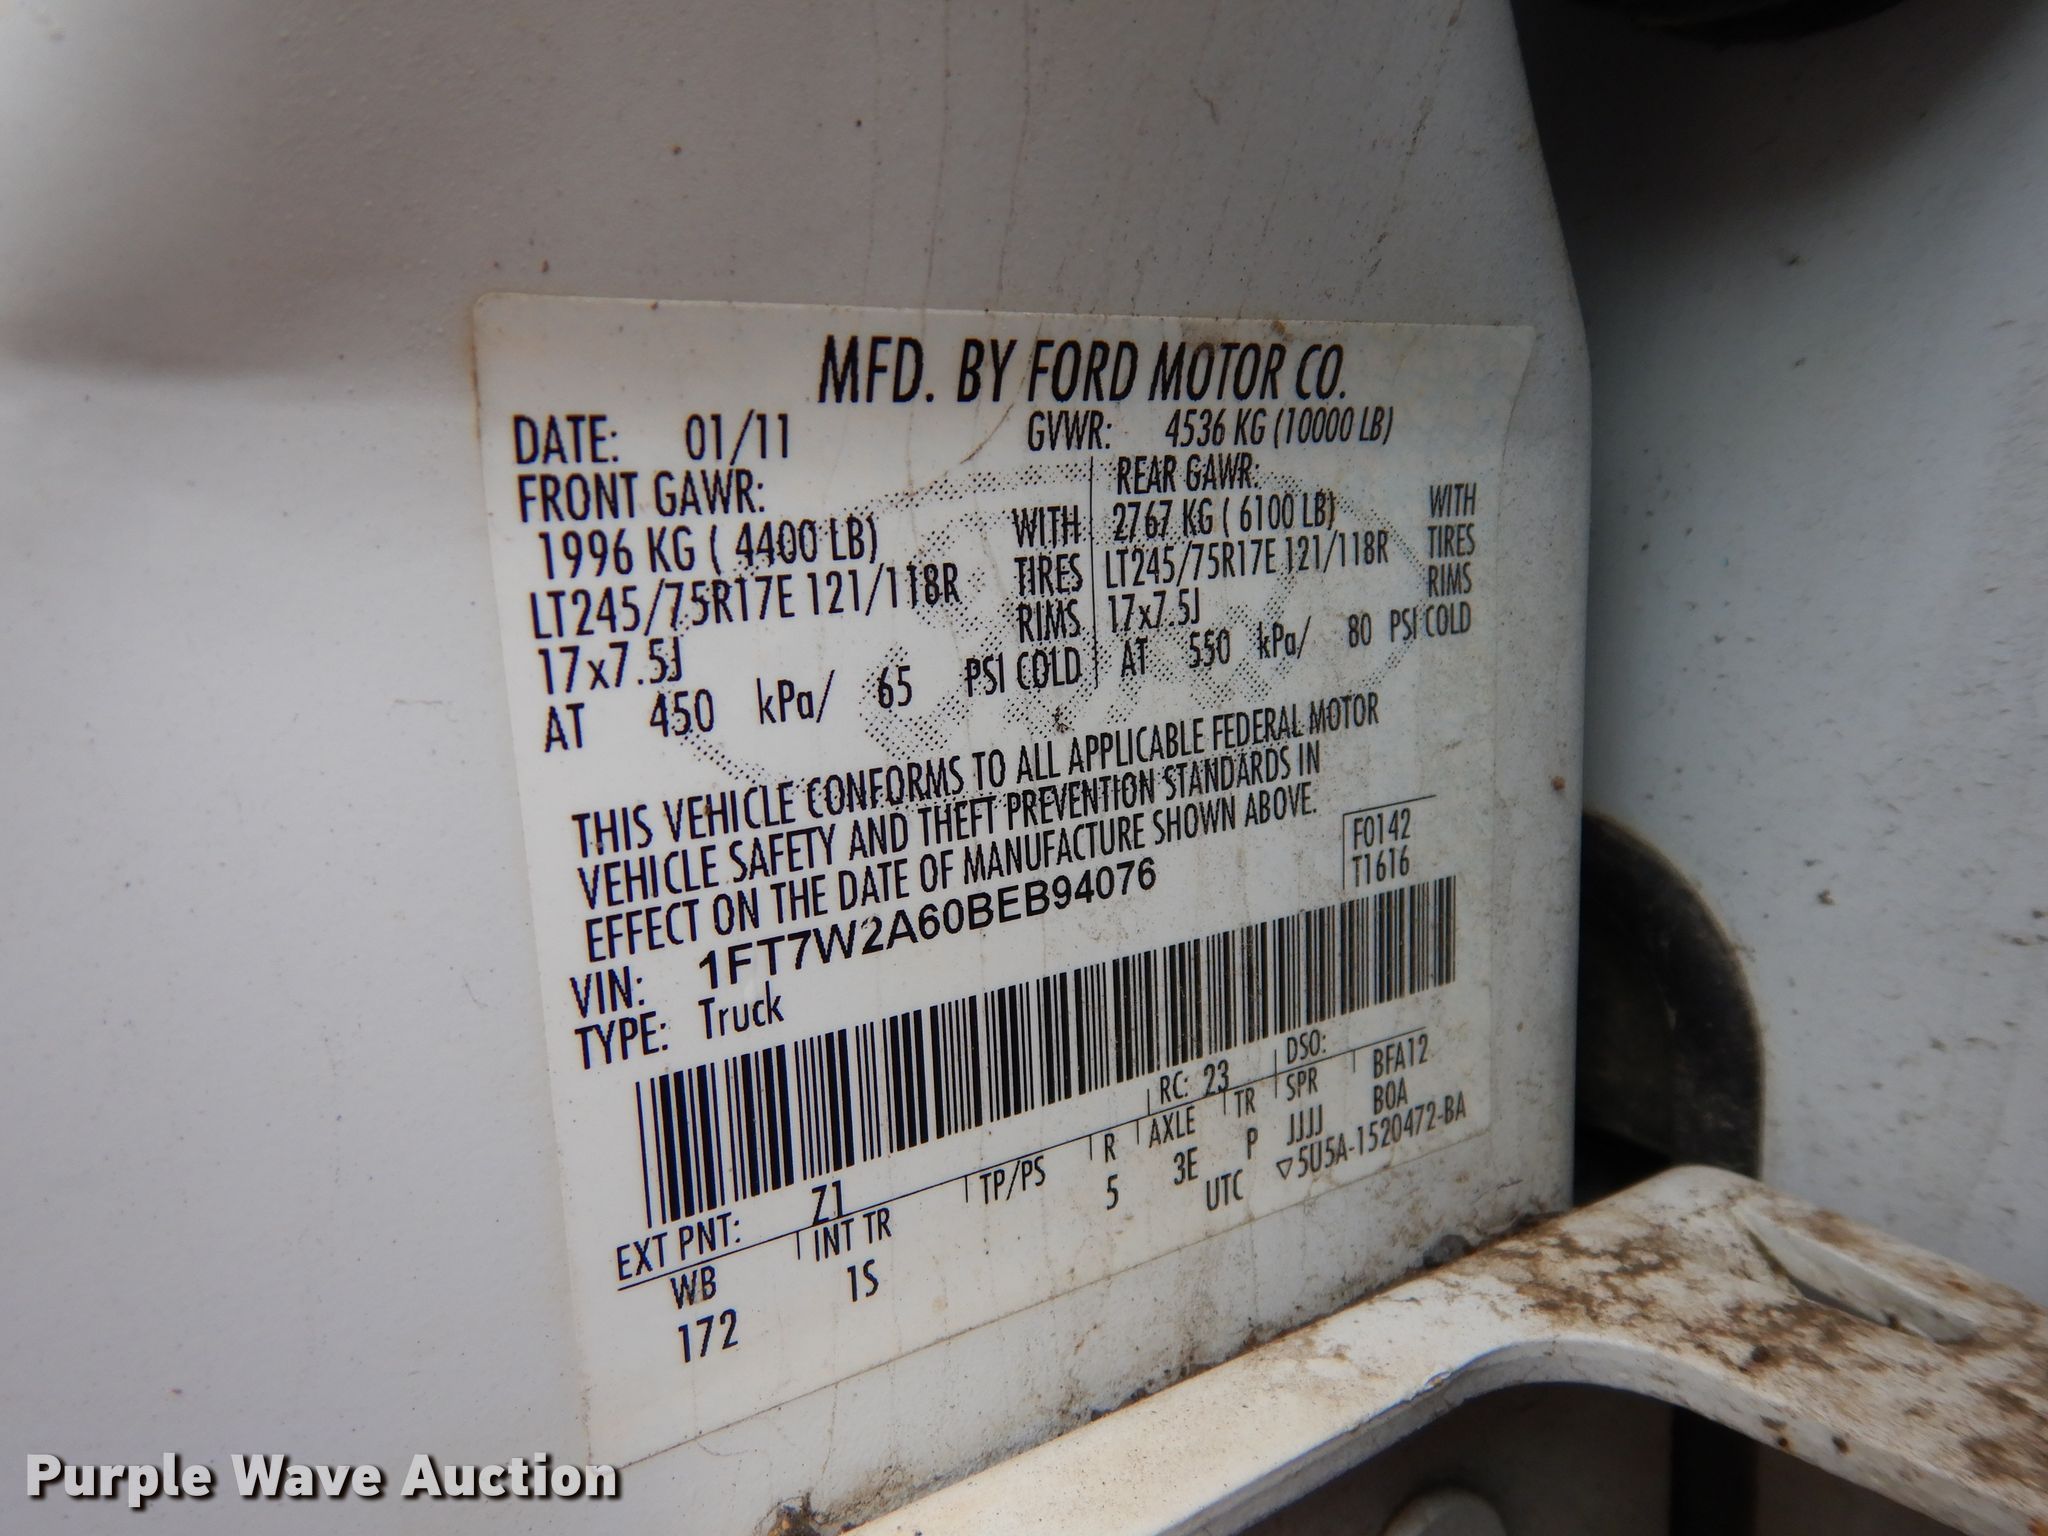 MFD. BY FORD MOTOR CO.
DATE: 01/11 GVWR: 4536 KG (10000 LB)
FRONT GAWR: REAR GAWR:
1996 KG ( 4400 LB) WITH 2767 KG ( 6100 LB) WITH
LT245/75R17E 121/118R TIRES LT245/75R17E 121/118R TIRES
17x7.5J RIMS 17x7.5J RIMS
AT 450 kPa/ 65 PSI COLD AT 550 kPa/ 80 PSI COLD
THIS VEHICLE CONFORMS TO ALL APPLICABLE FEDERAL MOTOR
VEHICLE SAFETY AND THEFT PREVENTION STANDARDS IN
EFFECT ON THE DATE OF MANUFACTURE SHOWN ABOVE.
VIN: 1FT7W2A60BEB94076
TYPE: Truck
F0142
T1616
EXT PNT: Z1 RC: 23 DSO:
WB INT TR TP/PS R AXLE TR SPR BFA12
172 1S 5 3E P JJJJ BOA
UTC ▽5U5A-1520472-BA
Purple Wave Auction